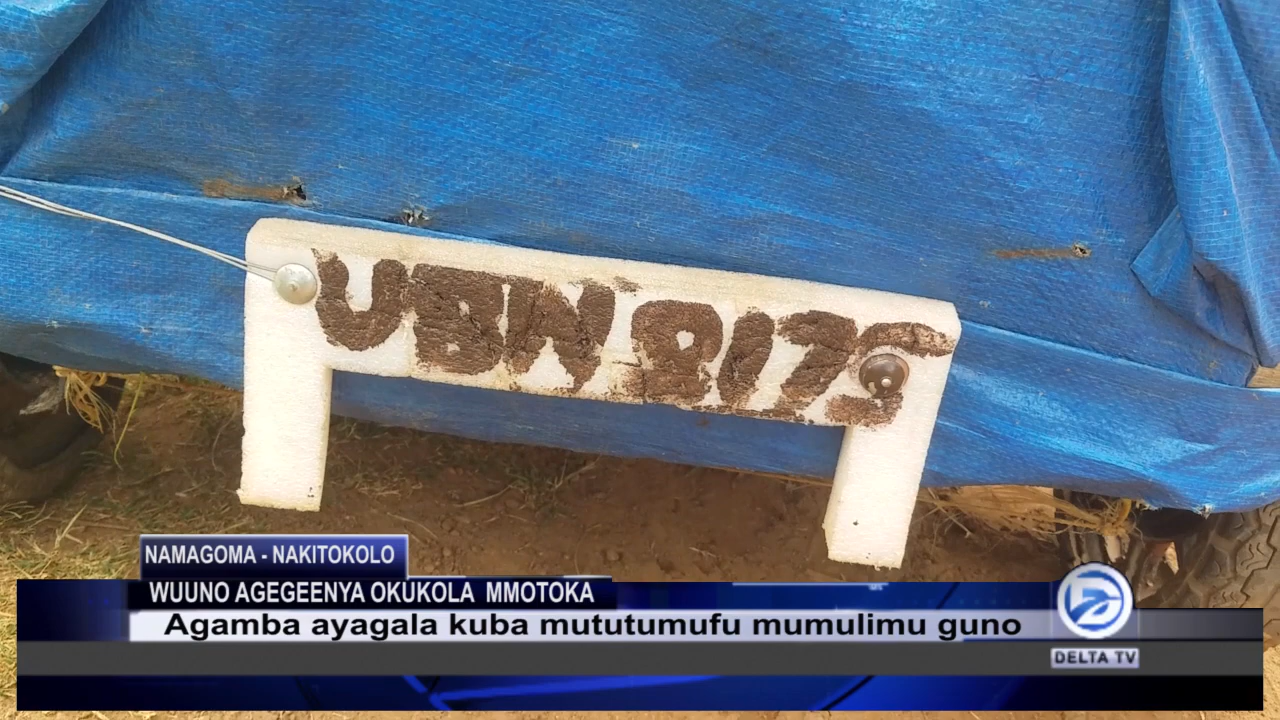 UBN 817S
NAMAGOMA - NAKITOKOLO
WUUNO AGEGEENYA OKUKOLA MMOTOKA
Agamba ayagala kuba mututumufu mumulimu guno
DELTA TV